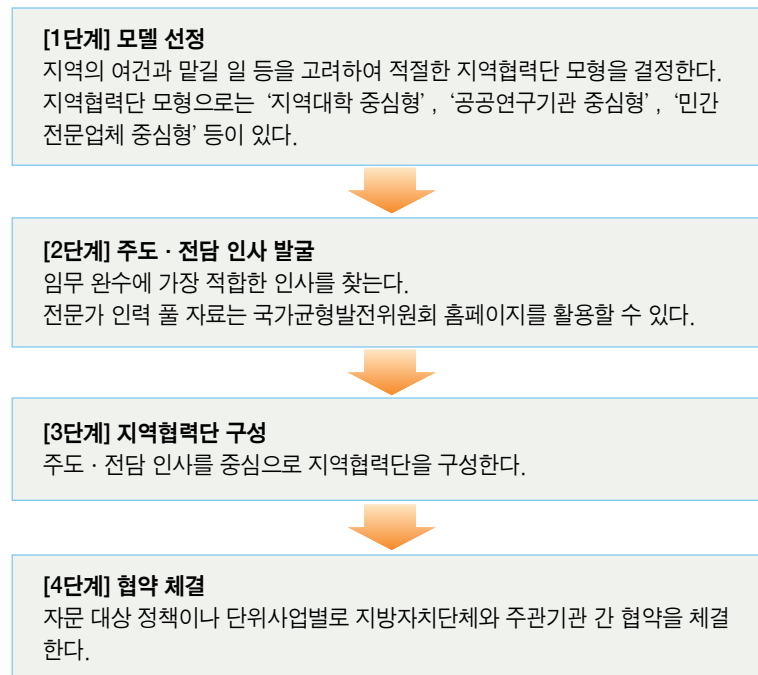 [1단계] 모델 선정
지역의 여건과 맡길 일 등을 고려하여 적절한 지역협력단 모형을 결정한다.
지역협력단 모형으로는 ‘지역대학 중심형’, ‘공공연구기관 중심형’, ‘민간
전문업체 중심형’ 등이 있다.
[2단계] 주도 · 전담 인사 발굴
임무 완수에 가장 적합한 인사를 찾는다.
전문가 인력 풀 자료는 국가균형발전위원회 홈페이지를 활용할 수 있다.
[3단계] 지역협력단 구성
주도 · 전담 인사를 중심으로 지역협력단을 구성한다.
[4단계] 협약 체결
자문 대상 정책이나 단위사업별로 지방자치단체와 주관기관 간 협약을 체결
한다.